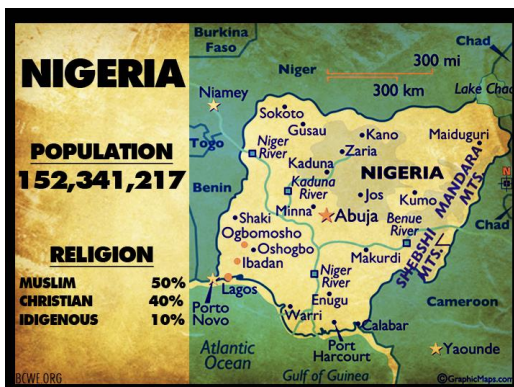 NIGERIA
POPULATION
152,341,217
RELIGION
MUSLIM 50%
CHRISTIAN 40%
IDIGENOUS 10%
BCWE.ORG
Burkina
Faso
Niger
300 mi
300 km
Chad
Lake Chad
Niamey
Sokoto
Gusau
Kano
Maiduguri
Togo
Niger
River
Zaria
Kaduna
NIGERIA
MANDARA
MTS.
N
Benin
Kaduna
River
Jos
Kumo
Minna
Abuja
Benue
River
Chad
Shaki
Ogbomosho
Oshogbo
Ibadan
Makurdi
SHEBSHI
MTS.
Lagos
Niger
River
Porto
Novo
Enugu
Cameroon
Warri
Calabar
Port
Harcourt
Atlantic
Ocean
Yaounde
Gulf of Guinea
©GraphicMaps.com